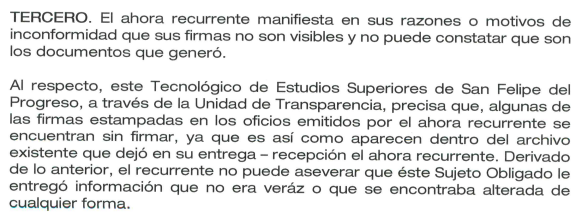 TERCERO. El ahora recurrente manifiesta en sus razones o motivos de
inconformidad que sus firmas no son visibles y no puede constatar que son
los documentos que generó.
Al respecto, este Tecnológico de Estudios Superiores de San Felipe del
Progreso, a través de la Unidad de Transparencia, precisa que, algunas de
las firmas estampadas en los oficios emitidos por el ahora recurrente se
encuentran sin firmar, ya que es así como aparecen dentro del archivo
existente que dejó en su entrega – recepción el ahora recurrente. Derivado
de lo anterior, el recurrente no puede aseverar que éste Sujeto Obligado le
entregó información que no era veráz o que se encontraba alterada de
cualquier forma.